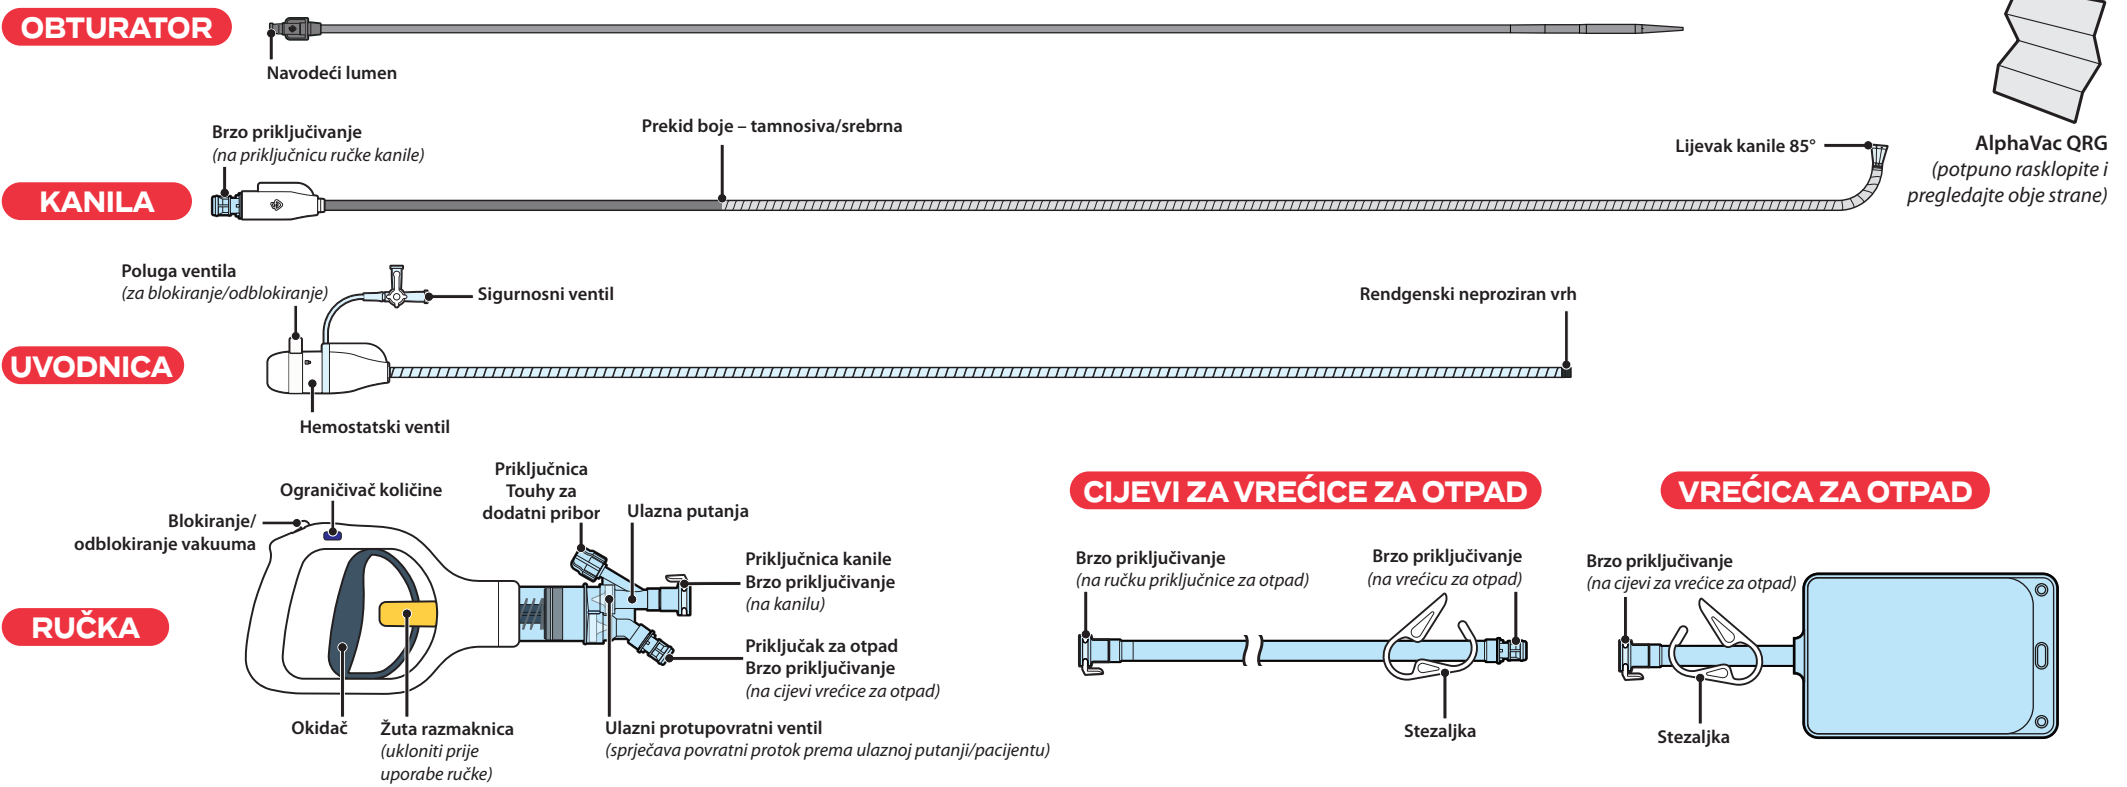 OBTURATOR
Navodeći lumen
AlphaVac QRG
(potpuno rasklopite i
pregledajte obje strane)
Brzo priključivanje
(na priključnicu ručke kanile)
Prekid boje – tamnosiva/srebrna
Lijevak kanile 85°
KANILA
Poluga ventila
(za blokiranje/odblokiranje)
Sigurnosni ventil
Rendgenski neproziran vrh
UVODNICA
Hemostatski ventil
Ograničivač količine
Blokiranje/
odblokiranje vakuuma
Priključnica
Touhy za
dodatni pribor
Ulazna putanja
Priključnica kanile
Brzo priključivanje
(na kanilu)
RUČKA
Priključak za otpad
Brzo priključivanje
(na cijevi vrećice za otpad)
Okidač
Žuta razmaknica
(ukloniti prije
uporabe ručke)
Ulazni protupovratni ventil
(sprječava povratni protok prema ulaznoj putanji/pacijentu)
CIJEVI ZA VREĆICE ZA OTPAD
Brzo priključivanje
(na ručku priključnice za otpad)
Brzo priključivanje
(na vrećicu za otpad)
Stezaljka
VREĆICA ZA OTPAD
Brzo priključivanje
(na cijevi za vrećice za otpad)
Stezaljka